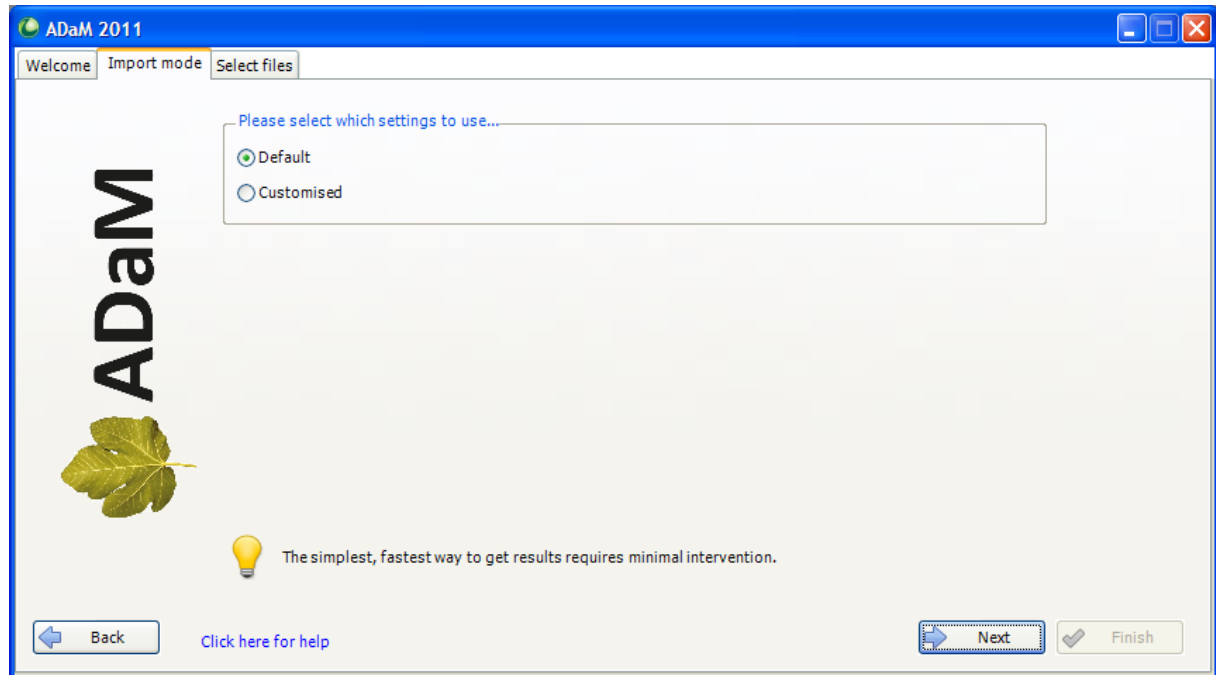 ADaM 2011
Welcome
Import mode
Select files
Please select which settings to use...
Default
Customised
ADaM
The simplest, fastest way to get results requires minimal intervention.
Back
Click here for help
Next
Finish